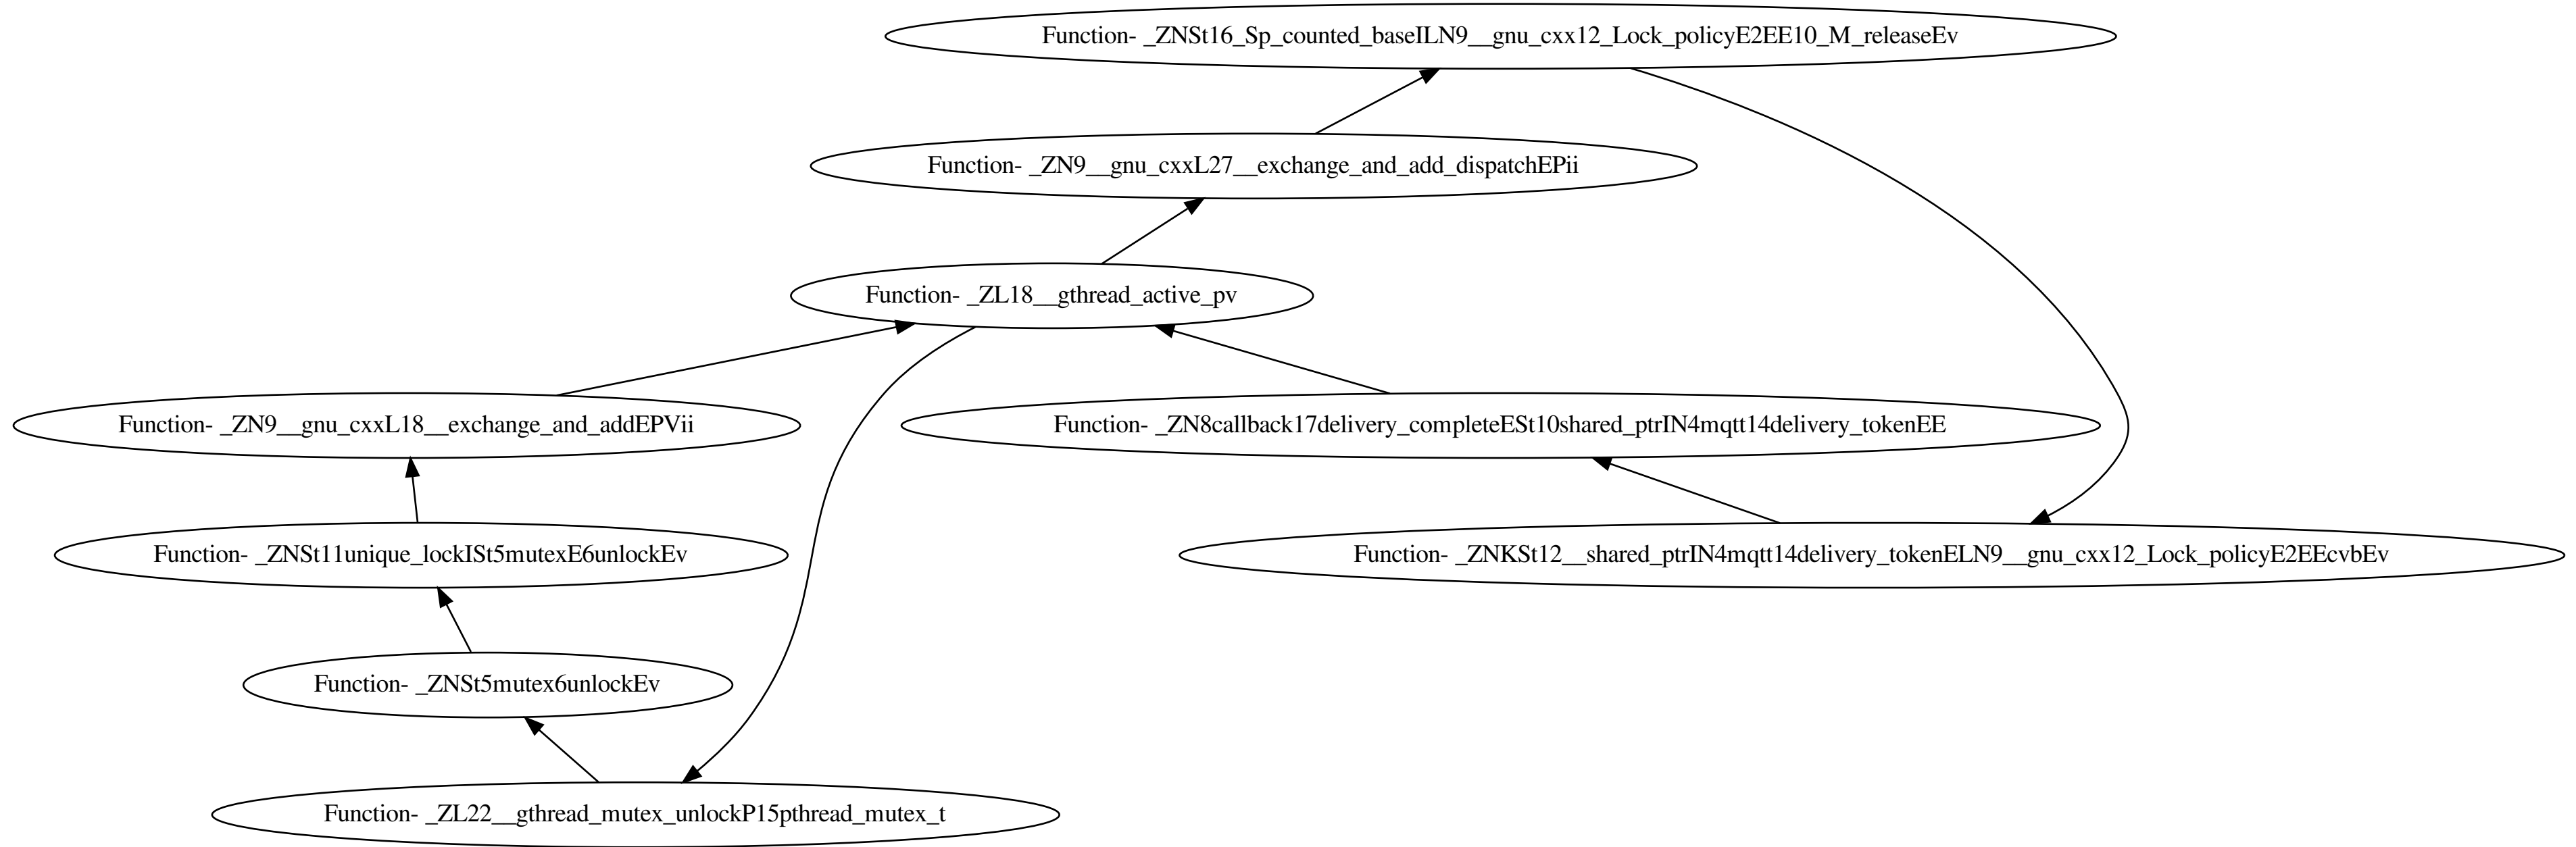 Function- _ZNSt16_Sp_counted_baseILN9__gnu_cxx12_Lock_policyE2EE10_M_releaseEv
Function- _ZN9__gnu_cxxL27__exchange_and_add_dispatchEPii
Function- _ZL18__gthread_active_pv
Function- _ZN9__gnu_cxxL18__exchange_and_addEPVii
Function- _ZN8callback17delivery_completeESt10shared_ptrIN4mqtt14delivery_tokenEE
Function- _ZNSt11unique_lockISt5mutexE6unlockEv
Function- _ZNKSt12__shared_ptrIN4mqtt14delivery_tokenELN9__gnu_cxx12_Lock_policyE2EEcvbEv
Function- _ZNSt5mutex6unlockEv
Function- _ZL22__gthread_mutex_unlockP15pthread_mutex_t